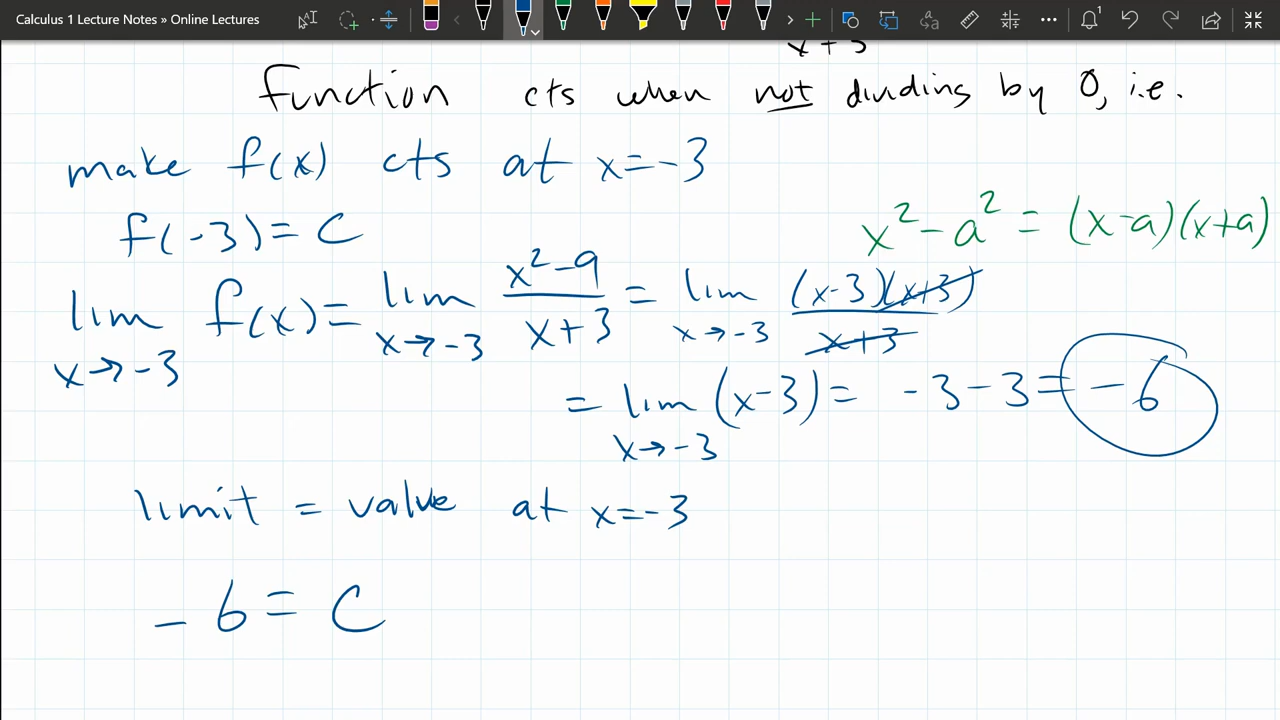 Calculus 1 Lecture Notes » Online Lectures
x+3
function cts when not dividing by 0, i.e.
make f(x) cts at x=-3
f(-3)= C
x²-a² = (x-a)(x+a)
lim x→-3 f(x) = lim x→-3 (x²-9)/(x+3) = lim x→-3 (x-3)(x+3)/(x+3)
= lim x→-3 (x-3) = -3-3 = -6
limit = value at x=-3
-6 = C